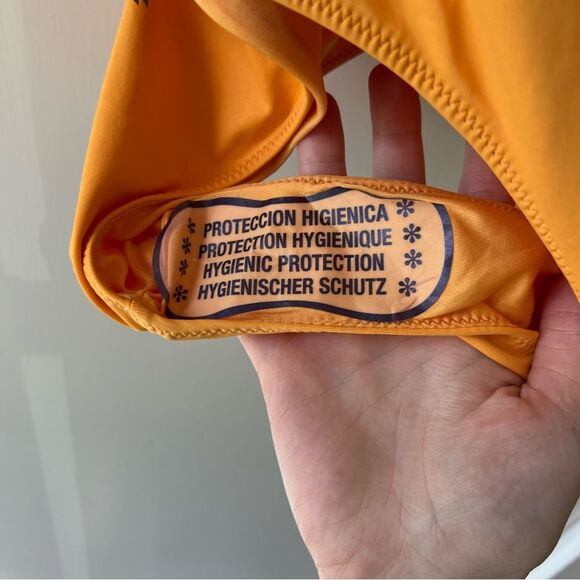 * PROTECCION HIGIENICA *
* PROTECTION HYGIENIQUE *
* HYGIENIC PROTECTION *
* HYGIENISCHER SCHUTZ *